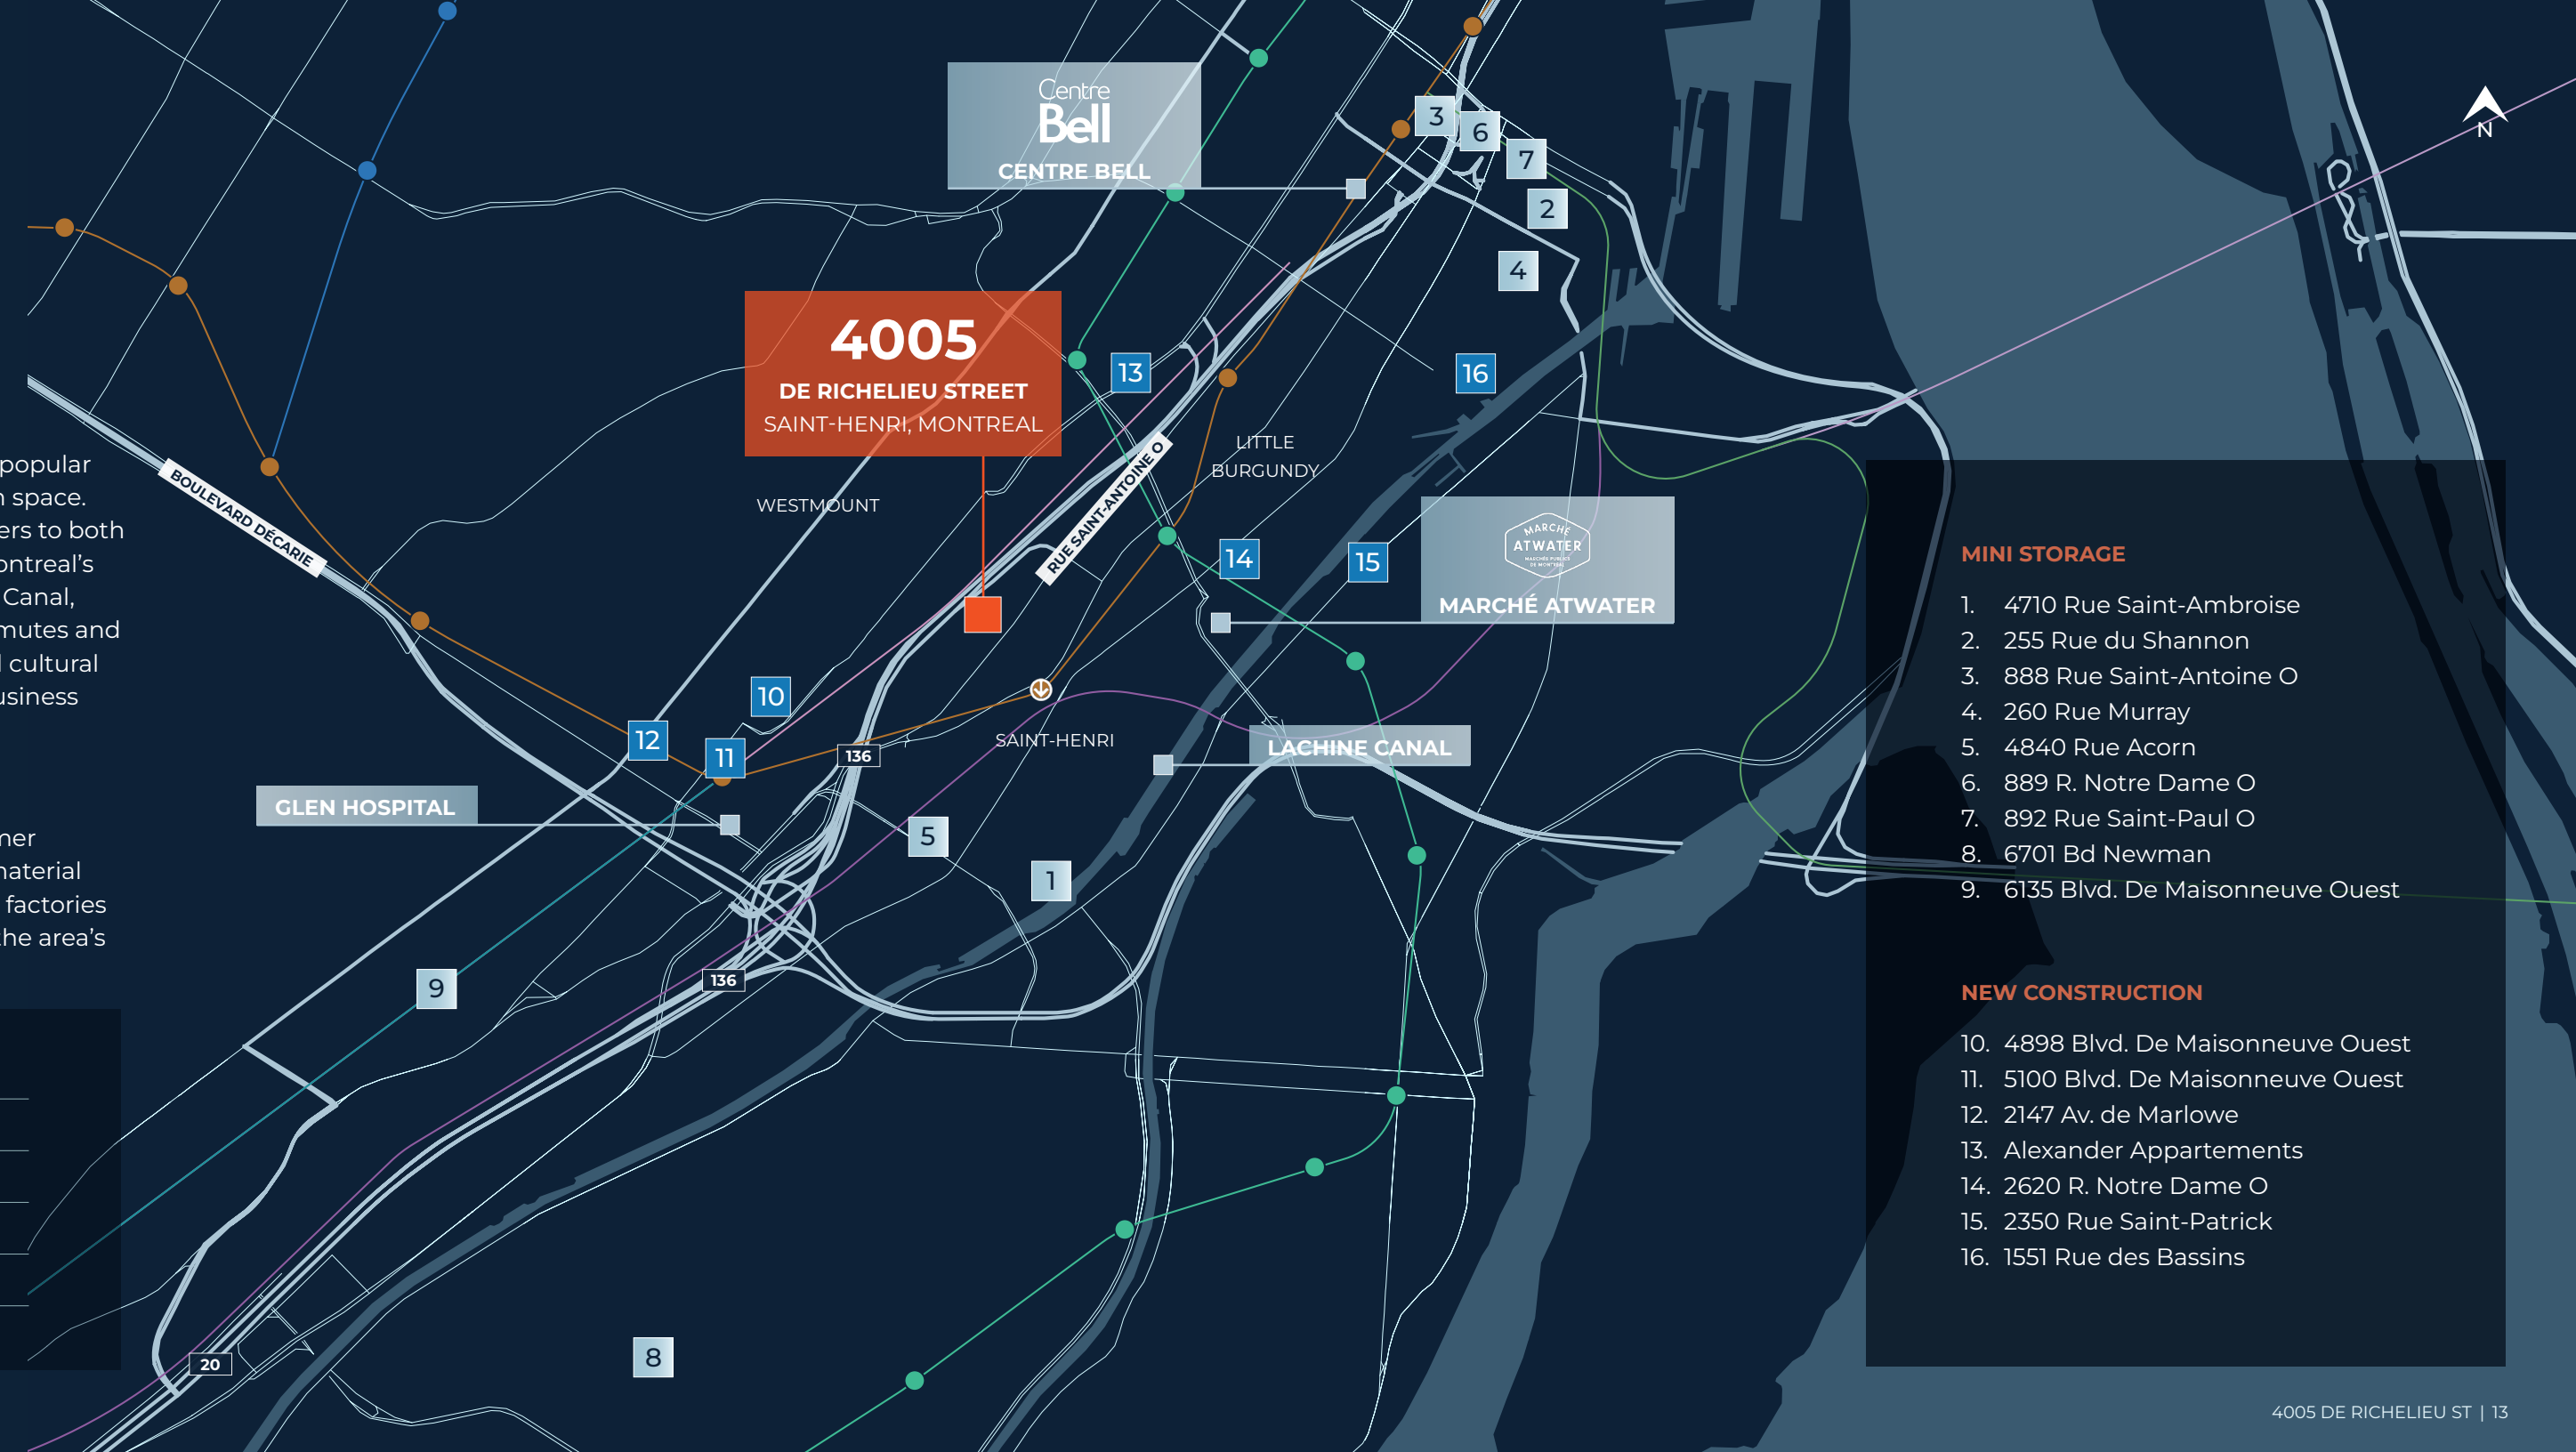 popular
n space.
ers to both
ontreal's
Canal,
mutes and
l cultural
usiness
mer
naterial
factories
the area's
Centre
Bell
CENTRE BELL
N
3
6
7
2
4
4005
DE RICHELIEU STREET
SAINT-HENRI, MONTREAL
13
16
LITTLE
BURGUNDY
RUE SAINT-ANTOINE O
BOULEVARD DÉCARIE
WESTMOUNT
14
15
MARCHÉ
ATWATER
MARCHÉS PUBLICS
DE MONTRÉAL
MARCHÉ ATWATER
10
12
11
136
SAINT-HENRI
LACHINE CANAL
GLEN HOSPITAL
5
1
136
9
8
20
MINI STORAGE
1. 4710 Rue Saint-Ambroise
2. 255 Rue du Shannon
3. 888 Rue Saint-Antoine O
4. 260 Rue Murray
5. 4840 Rue Acorn
6. 889 R. Notre Dame O
7. 892 Rue Saint-Paul O
8. 6701 Bd Newman
9. 6135 Blvd. De Maisonneuve Ouest
NEW CONSTRUCTION
10. 4898 Blvd. De Maisonneuve Ouest
11. 5100 Blvd. De Maisonneuve Ouest
12. 2147 Av. de Marlowe
13. Alexander Appartements
14. 2620 R. Notre Dame O
15. 2350 Rue Saint-Patrick
16. 1551 Rue des Bassins
4005 DE RICHELIEU ST | 13